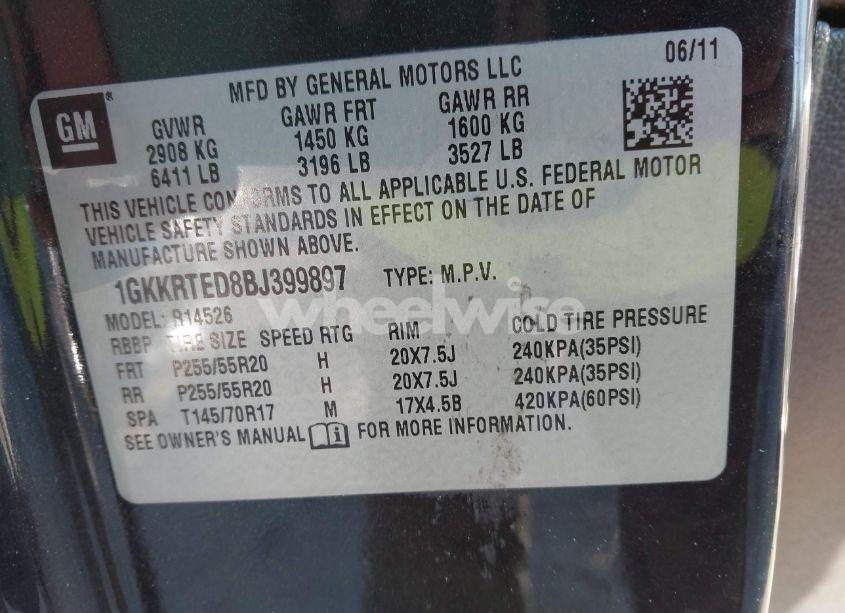 06/11
MFD BY GENERAL MOTORS LLC
GM®
GVWR GAWR FRT GAWR RR
2908 KG 1450 KG 1600 KG
6411 LB 3196 LB 3527 LB
THIS VEHICLE CONFORMS TO ALL APPLICABLE U.S. FEDERAL MOTOR
VEHICLE SAFETY STANDARDS IN EFFECT ON THE DATE OF
MANUFACTURE SHOWN ABOVE.
1GKKRTED8BJ399897 TYPE: M.P.V.
wheelwise
MODEL: R14526
RBBP TIRE SIZE SPEED RTG RIM COLD TIRE PRESSURE
FRT P255/55R20 H 20X7.5J 240KPA(35PSI)
RR P255/55R20 H 20X7.5J 240KPA(35PSI)
SPA T145/70R17 M 17X4.5B 420KPA(60PSI)
SEE OWNER'S MANUAL FOR MORE INFORMATION.